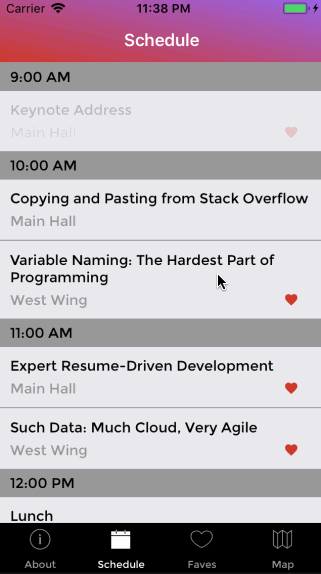 Carrier 11:38 PM
Schedule
9:00 AM
Keynote Address
Main Hall
10:00 AM
Copying and Pasting from Stack Overflow
Main Hall
Variable Naming: The Hardest Part of
Programming
West Wing
11:00 AM
Expert Resume-Driven Development
Main Hall
Such Data: Much Cloud, Very Agile
West Wing
12:00 PM
Lunch
About Schedule Faves Map